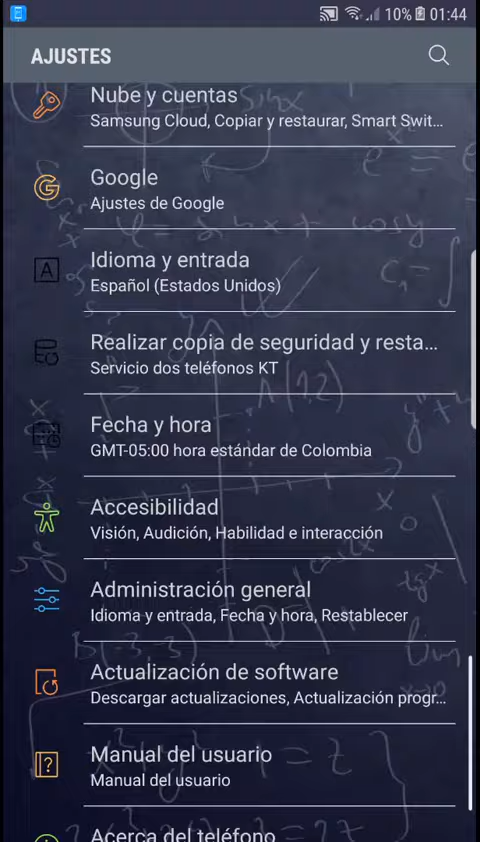 10% 01:44
AJUSTES
Nube y cuentas
Samsung Cloud, Copiar y restaurar, Smart Swit...
Google
Ajustes de Google
Idioma y entrada
Español (Estados Unidos)
Realizar copia de seguridad y resta...
Servicio dos teléfonos KT
Fecha y hora
GMT-05:00 hora estándar de Colombia
Accesibilidad
Visión, Audición, Habilidad e interacción
Administración general
Idioma y entrada, Fecha y hora, Restablecer
Actualización de software
Descargar actualizaciones, Actualización progr...
Manual del usuario
Manual del usuario
Acerca del teléfono